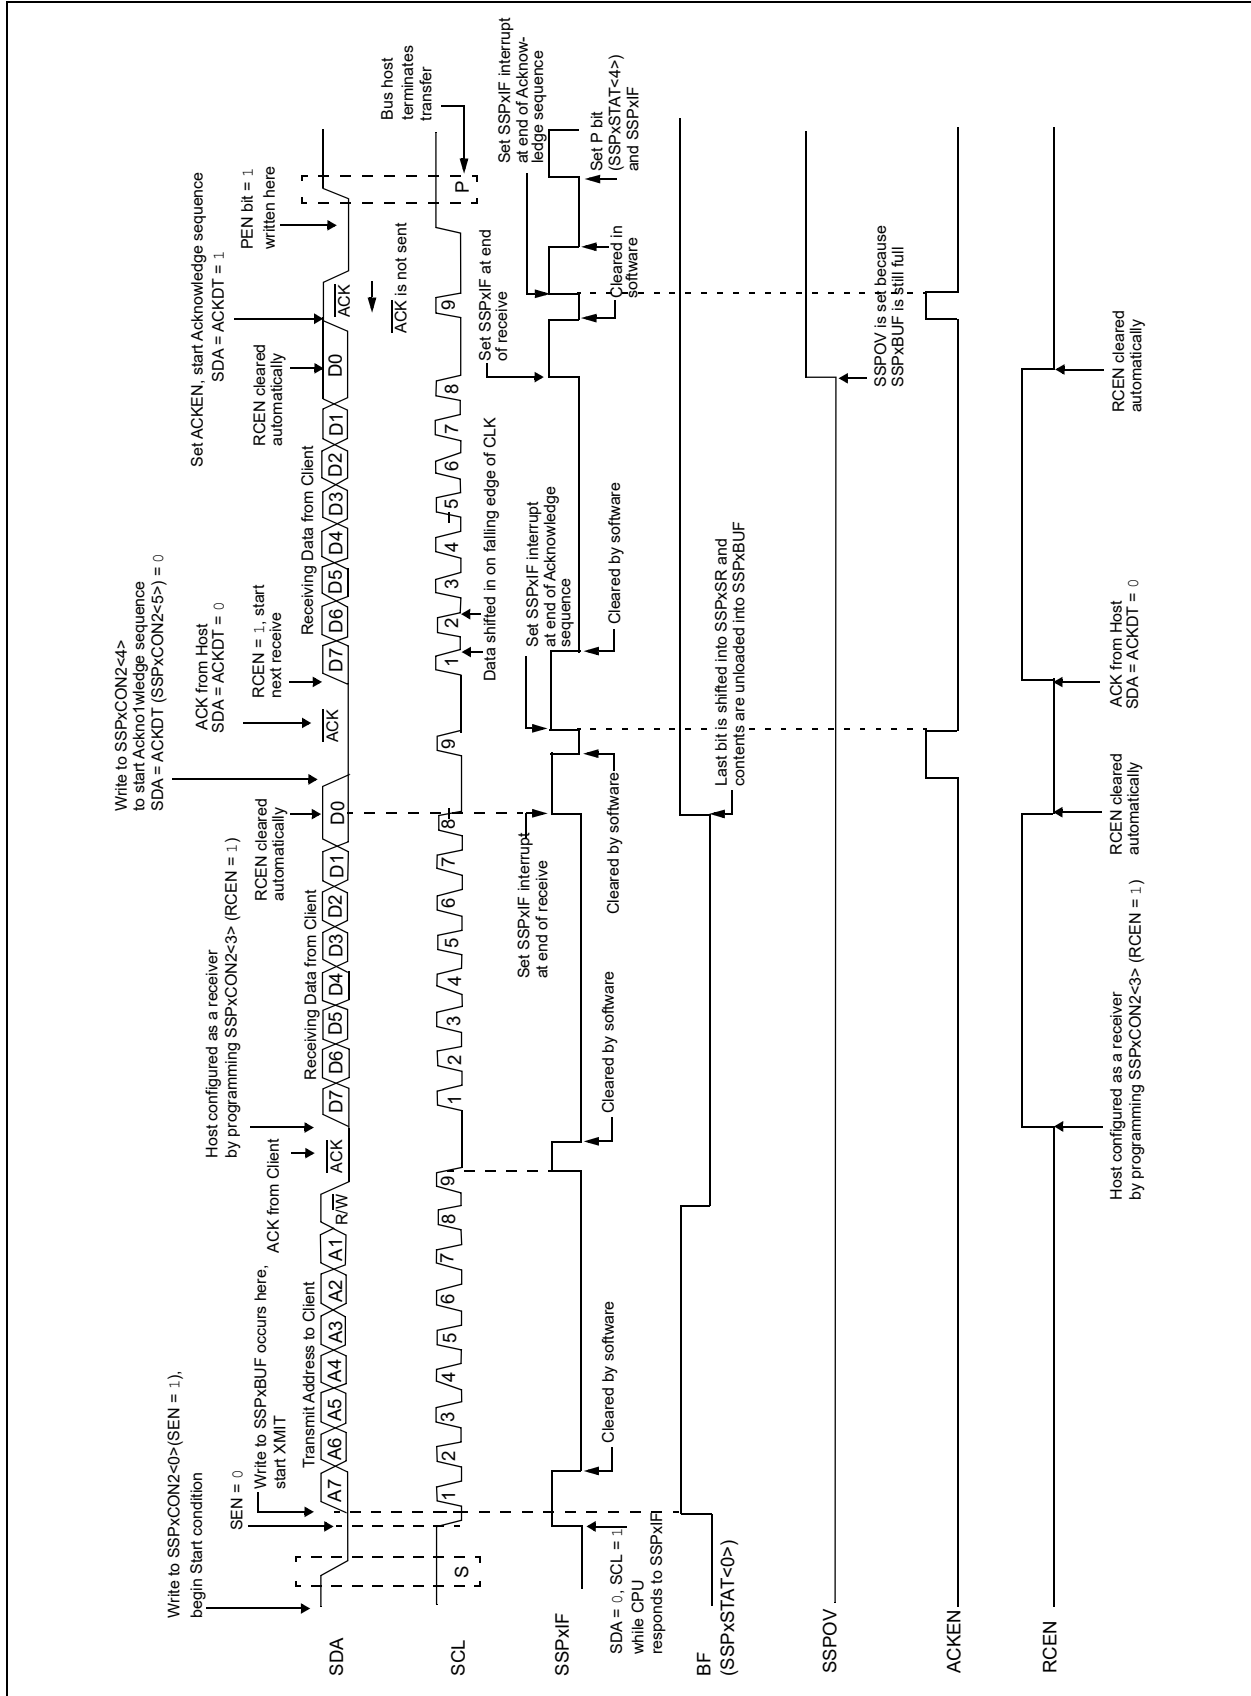 Write to SSPxCON2<0>(SEN = 1),
begin Start condition
SEN = 0
Write to SSPxBUF occurs here,
start XMIT
ACK from Client
Host configured as a receiver
by programming SSPxCON2<3> (RCEN = 1)
RCEN cleared
automatically
Write to SSPxCON2<4>
to start Ackno1wledge sequence
SDA = ACKDT (SSPxCON2<5>) = 0
ACK from Host
SDA = ACKDT = 0
RCEN = 1, start
next receive
RCEN cleared
automatically
Set ACKEN, start Acknowledge sequence
SDA = ACKDT = 1
PEN bit = 1
written here
Transmit Address to Client
Receiving Data from Client
Receiving Data from Client
SDA
A7 A6 A5 A4 A3 A2 A1 R/W ACK
D7 D6 D5 D4 D3 D2 D1 D0 ACK
D7 D6 D5 D4 D3 D2 D1 D0 ACK
ACK is not sent
Bus host
terminates
transfer
SCL
S 1 2 3 4 5 6 7 8 9
1 2 3 4 5 6 7 8 9
1 2 3 4 5 6 7 8 9 P
Data shifted in on falling edge of CLK
Set SSPxIF interrupt
at end of receive
Set SSPxIF interrupt
at end of Acknowledge
sequence
Set SSPxIF at end
of receive
Set SSPxIF interrupt
at end of Acknow-
ledge sequence
SSPxIF
SDA = 0, SCL = 1
while CPU
responds to SSPxIF
Cleared by software
Cleared by software
Cleared by software
Cleared by software
Cleared in
software
Set P bit
(SSPxSTAT<4>)
and SSPxIF
BF
(SSPxSTAT<0>)
Last bit is shifted into SSPxSR and
contents are unloaded into SSPxBUF
SSPOV
SSPOV is set because
SSPxBUF is still full
ACKEN
RCEN
Host configured as a receiver
by programming SSPxCON2<3> (RCEN = 1)
RCEN cleared
automatically
ACK from Host
SDA = ACKDT = 0
RCEN cleared
automatically